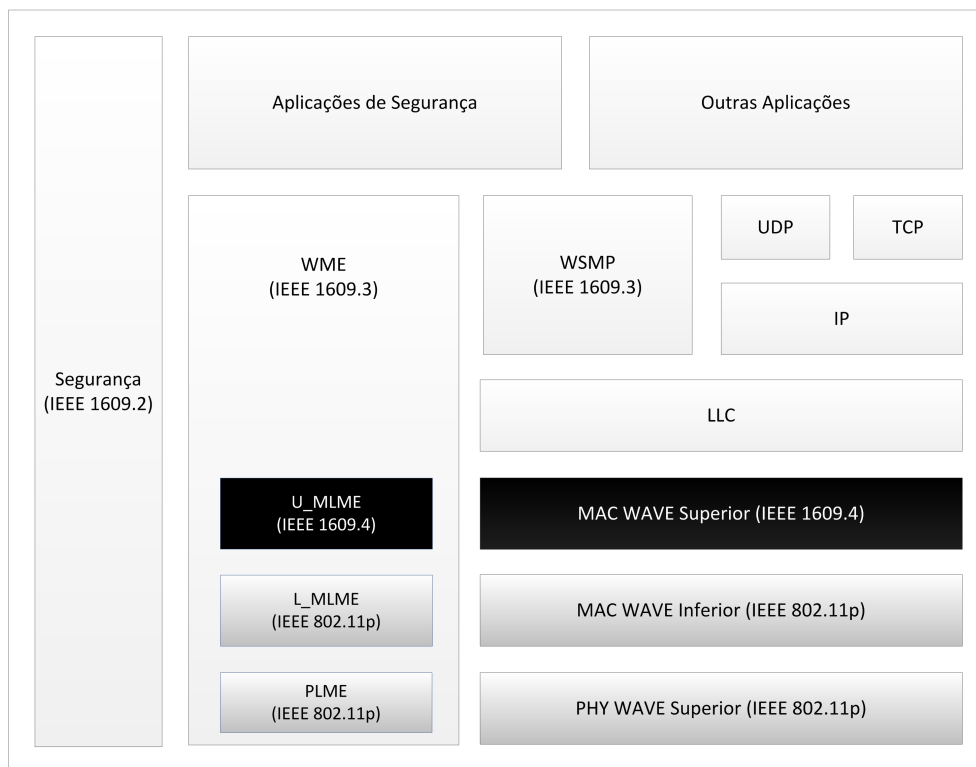 Aplicações de Segurança
Outras Aplicações
WME
(IEEE 1609.3)
WSMP
(IEEE 1609.3)
UDP
TCP
IP
Segurança
(IEEE 1609.2)
LLC
U_MLME
(IEEE 1609.4)
MAC WAVE Superior (IEEE 1609.4)
L_MLME
(IEEE 802.11p)
MAC WAVE Inferior (IEEE 802.11p)
PLME
(IEEE 802.11p)
PHY WAVE Superior (IEEE 802.11p)